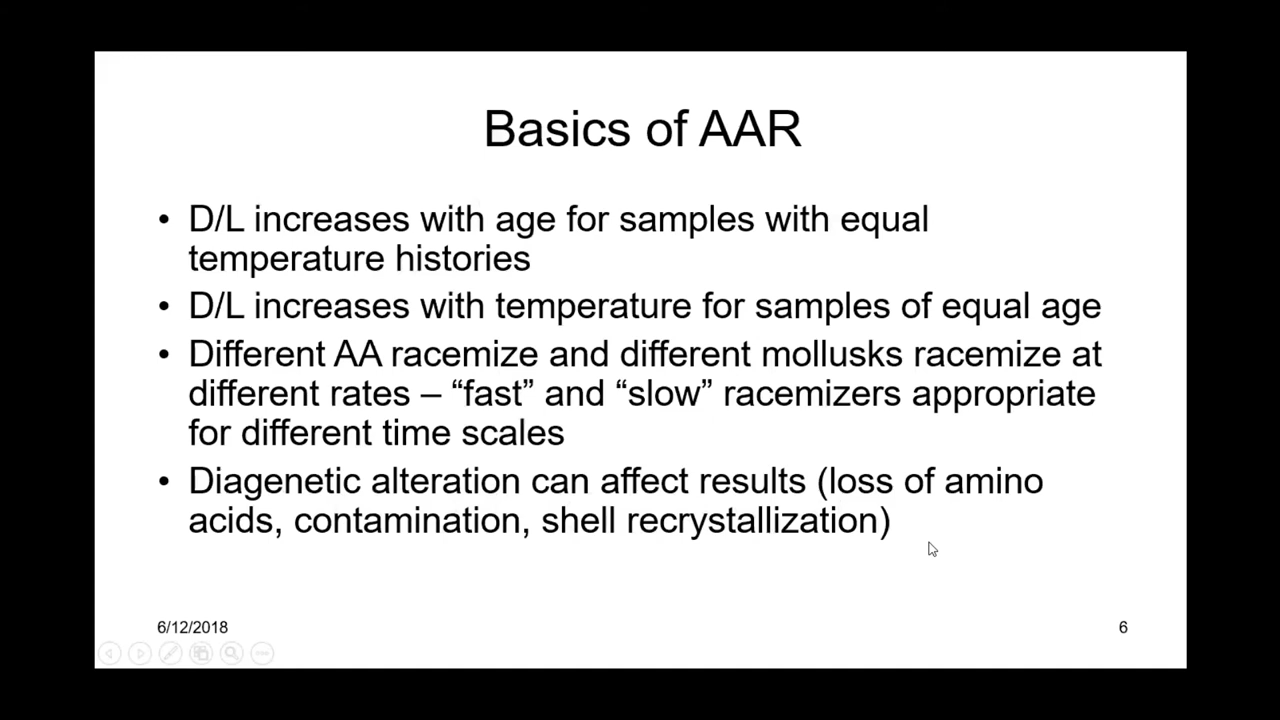 Basics of AAR
• D/L increases with age for samples with equal
temperature histories
• D/L increases with temperature for samples of equal age
• Different AA racemize and different mollusks racemize at
different rates – “fast” and “slow” racemizers appropriate
for different time scales
• Diagenetic alteration can affect results (loss of amino
acids, contamination, shell recrystallization)
6/12/2018
6